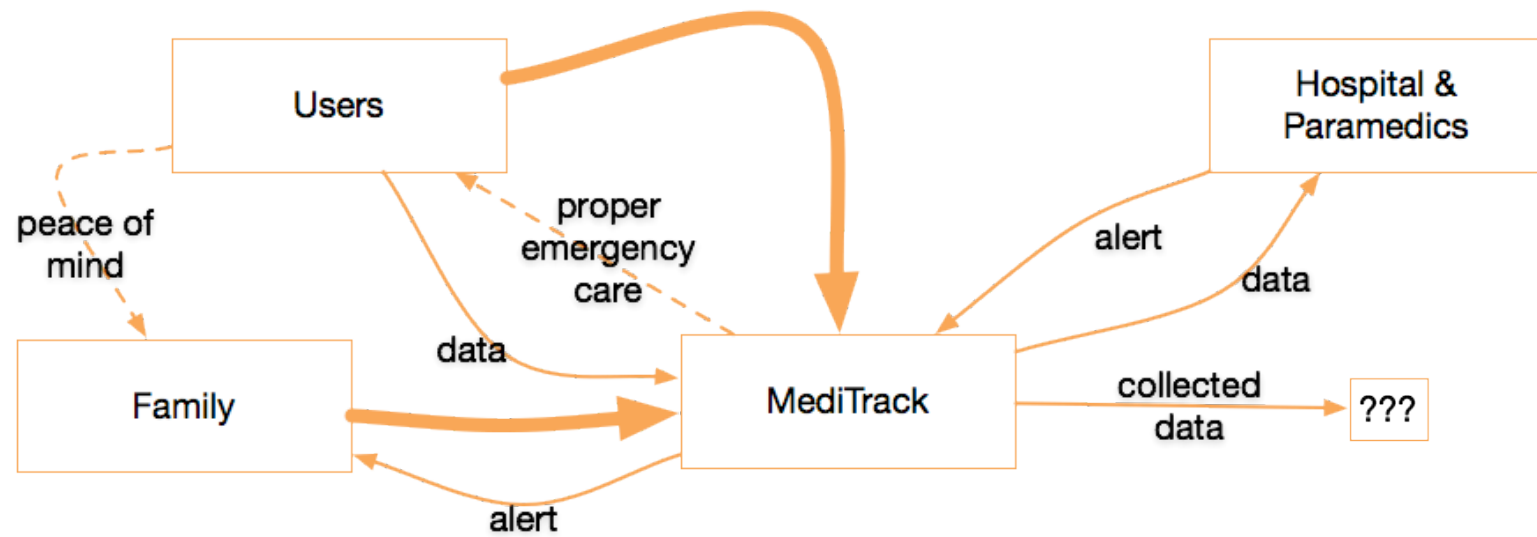 Users
Hospital &
Paramedics
peace of
mind
proper
emergency
care
alert
data
data
Family
MediTrack
collected
data
???
alert